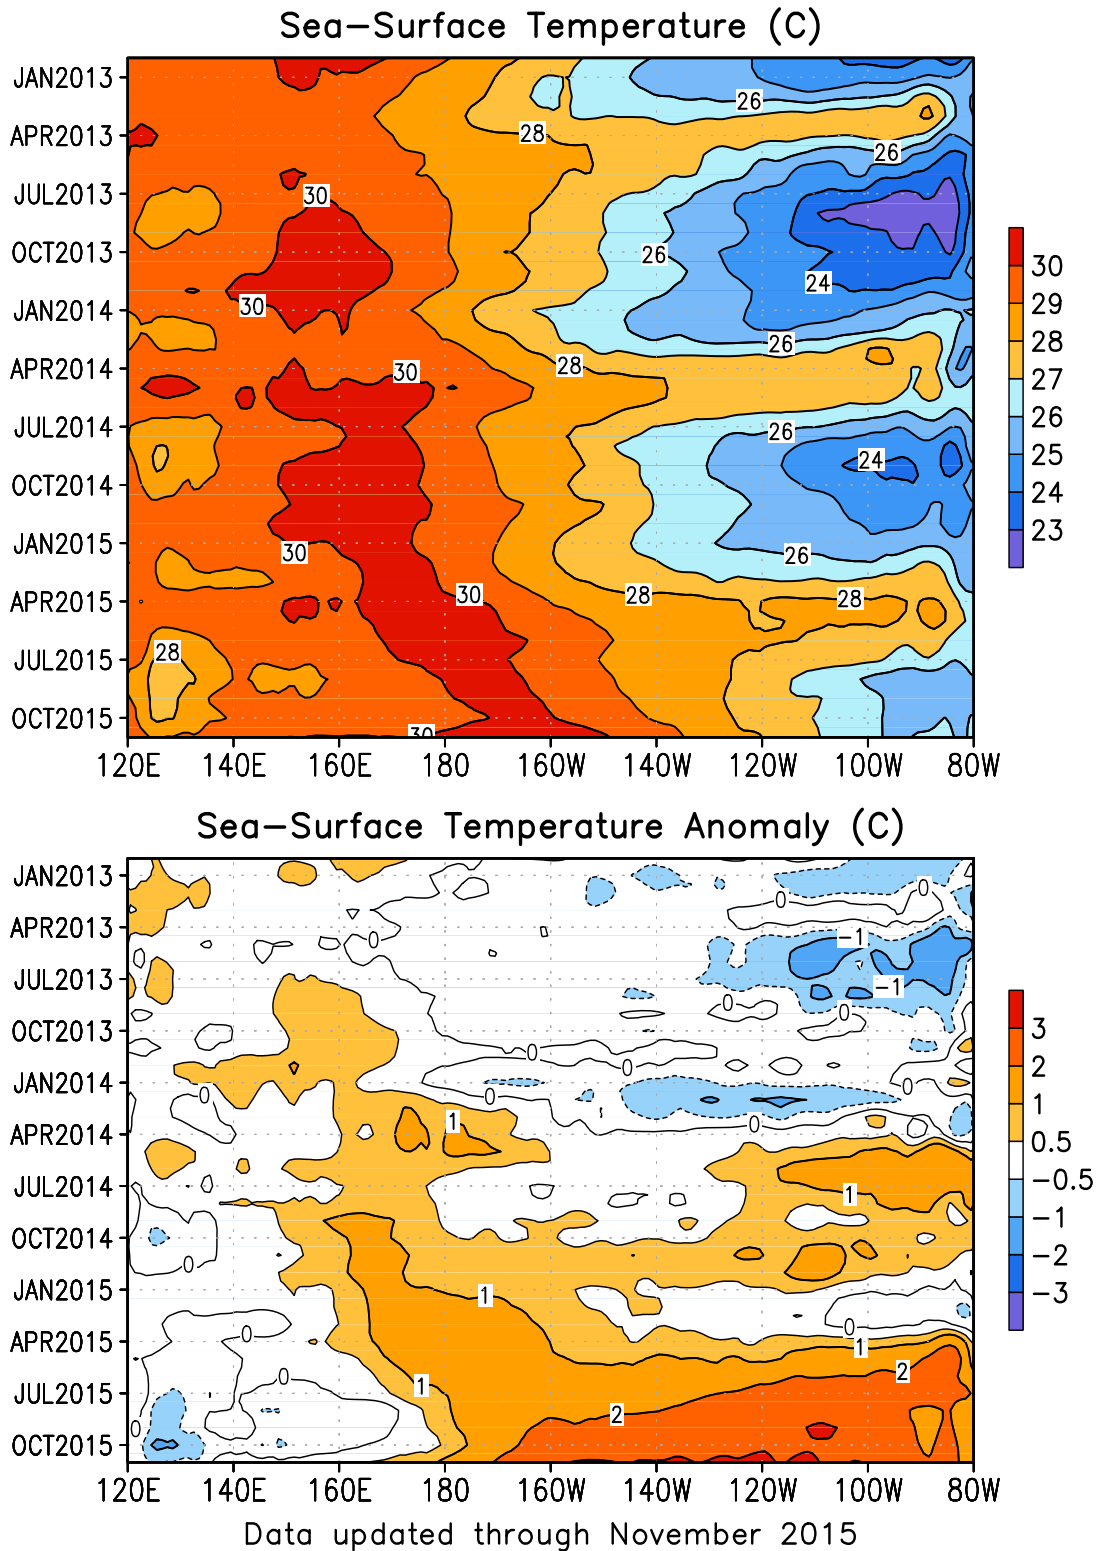 Sea-Surface Temperature (C)
JAN2013
APR2013
JUL2013
OCT2013
JAN2014
APR2014
JUL2014
OCT2014
JAN2015
APR2015
JUL2015
OCT2015
26
28
26
30
26
24
30
26
28
30
26
24
30
26
30
28
28
28
30
30
29
28
27
26
25
24
23
120E 140E 160E 180 160W 140W 120W 100W 80W
Sea-Surface Temperature Anomaly (C)
JAN2013
APR2013
JUL2013
OCT2013
JAN2014
APR2014
JUL2014
OCT2014
JAN2015
APR2015
JUL2015
OCT2015
0
0
0
-1
-1
0
0
0
0
0
0
0
1
0
1
0
1
0
0
1
0
2
1
2
0
3
2
1
0.5
-0.5
-1
-2
-3
120E 140E 160E 180 160W 140W 120W 100W 80W
Data updated through November 2015